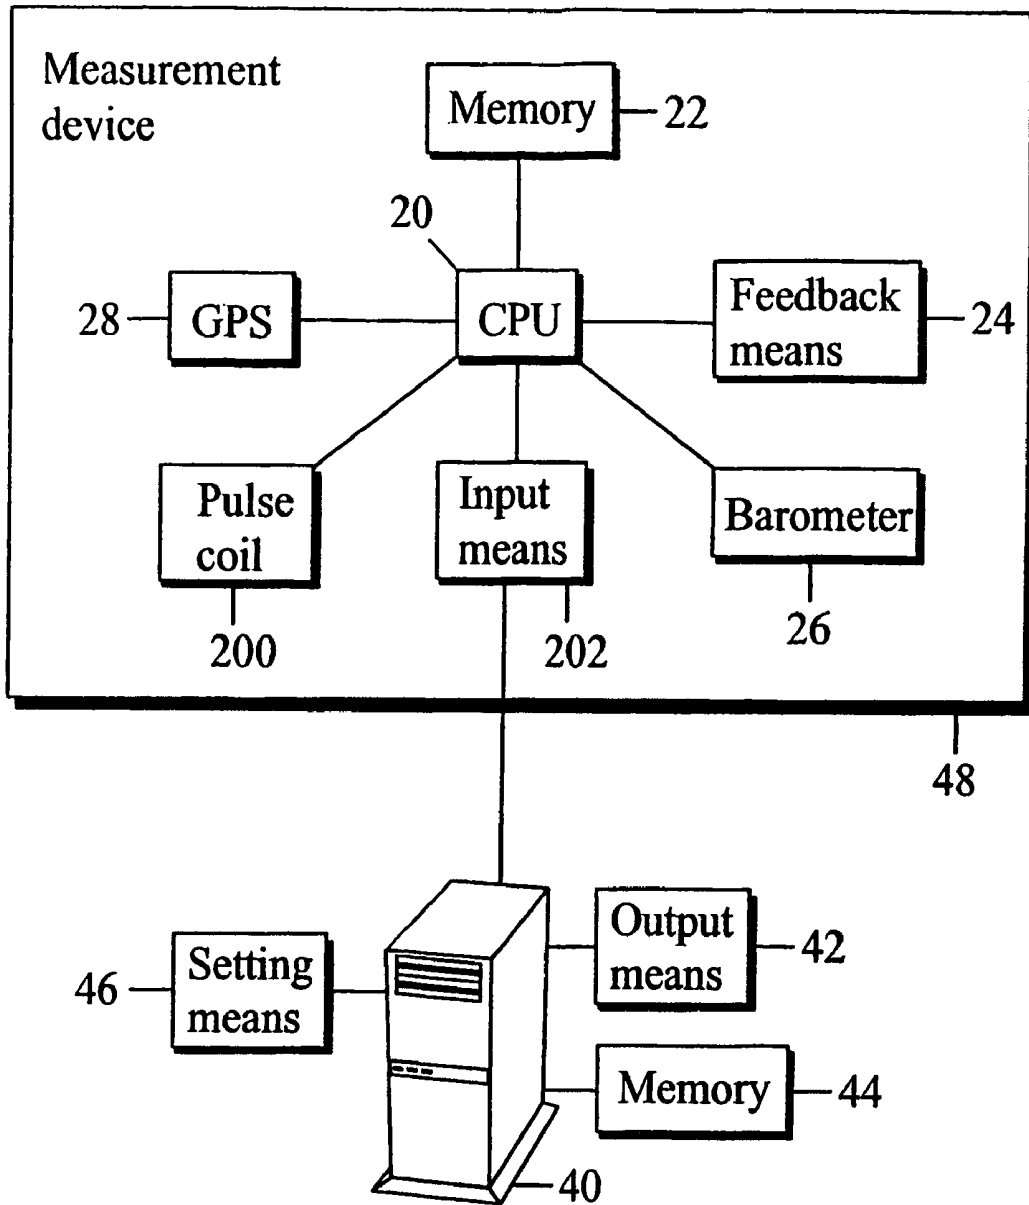 Measurement
device
Memory
22
20
28
GPS
CPU
Feedback
means
24
Pulse
coil
Input
means
Barometer
200
202
26
48
46
Setting
means
Output
means
42
Memory
44
40